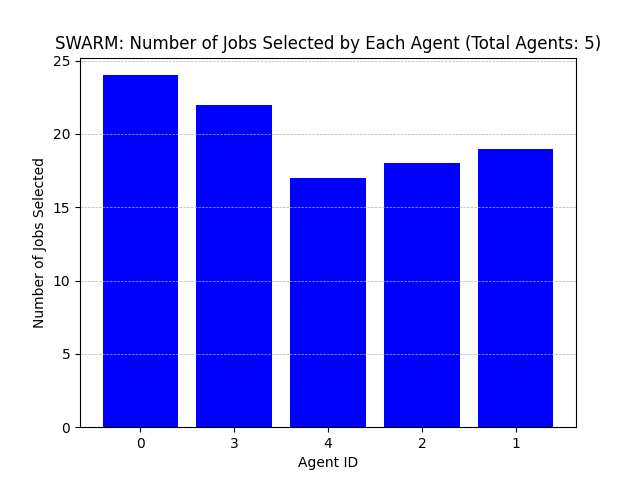 SWARM: Number of Jobs Selected by Each Agent (Total Agents: 5)
25
20
15
10
5
0
Number of Jobs Selected
0 3 4 2 1
Agent ID